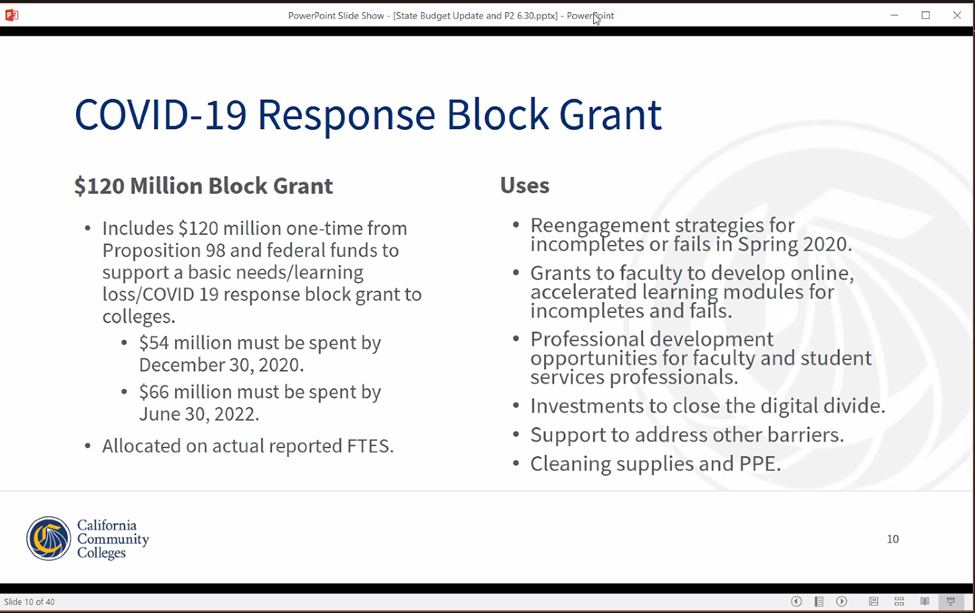 PowerPoint Slide Show - [State Budget Update and P2 6.30.pptx] - PowerPoint
COVID-19 Response Block Grant
$120 Million Block Grant
• Includes $120 million one-time from
Proposition 98 and federal funds to
support a basic needs/learning
loss/COVID 19 response block grant to
colleges.
• $54 million must be spent by
December 30, 2020.
• $66 million must be spent by
June 30, 2022.
• Allocated on actual reported FTES.
Uses
• Reengagement strategies for
incompletes or fails in Spring 2020.
• Grants to faculty to develop online,
accelerated learning modules for
incompletes and fails.
• Professional development
opportunities for faculty and student
services professionals.
• Investments to close the digital divide.
• Support to address other barriers.
• Cleaning supplies and PPE.
California
Community
Colleges
10
Slide 10 of 40